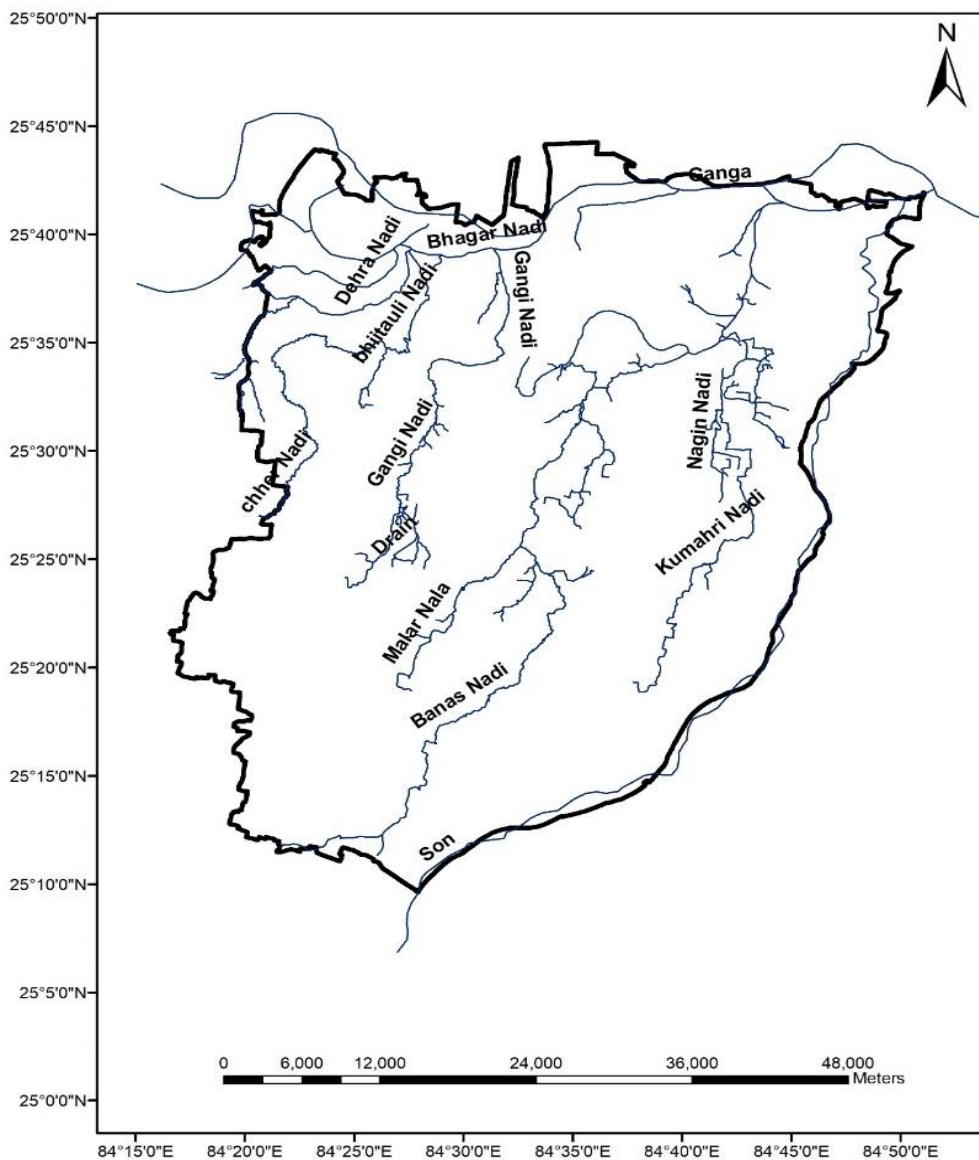 25°50'0"N
N
25°45'0"N
Ganga
25°40'0"N
Dehra Nadi
Bhagar Nadi
bhiitauli Nadi
Gangi Nadi
25°35'0"N
Gangi Nadi
Nagin Nadi
25°30'0"N
chher Nadi
Kumahri Nadi
Drain
25°25'0"N
Malar Nala
25°20'0"N
Banas Nadi
25°15'0"N
Son
25°10'0"N
25°5'0"N
0 6,000 12,000 24,000 36,000 48,000
Meters
25°0'0"N
84°15'0"E 84°20'0"E 84°25'0"E 84°30'0"E 84°35'0"E 84°40'0"E 84°45'0"E 84°50'0"E